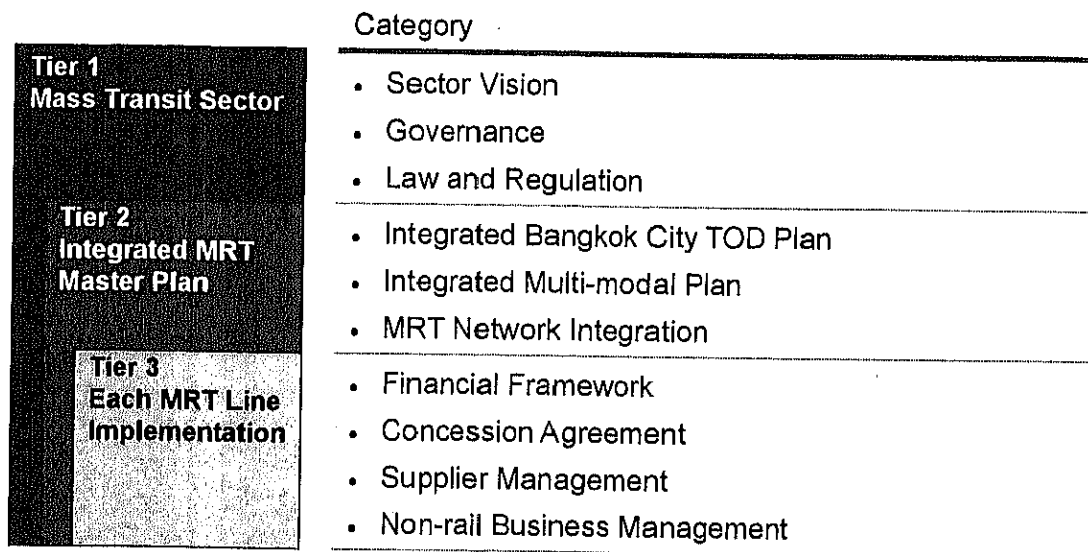 Category
Tier 1
Mass Transit Sector
• Sector Vision
• Governance
• Law and Regulation
Tier 2
Integrated MRT
Master Plan
• Integrated Bangkok City TOD Plan
• Integrated Multi-modal Plan
• MRT Network Integration
Tier 3
Each MRT Line
Implementation
• Financial Framework
• Concession Agreement
• Supplier Management
• Non-rail Business Management